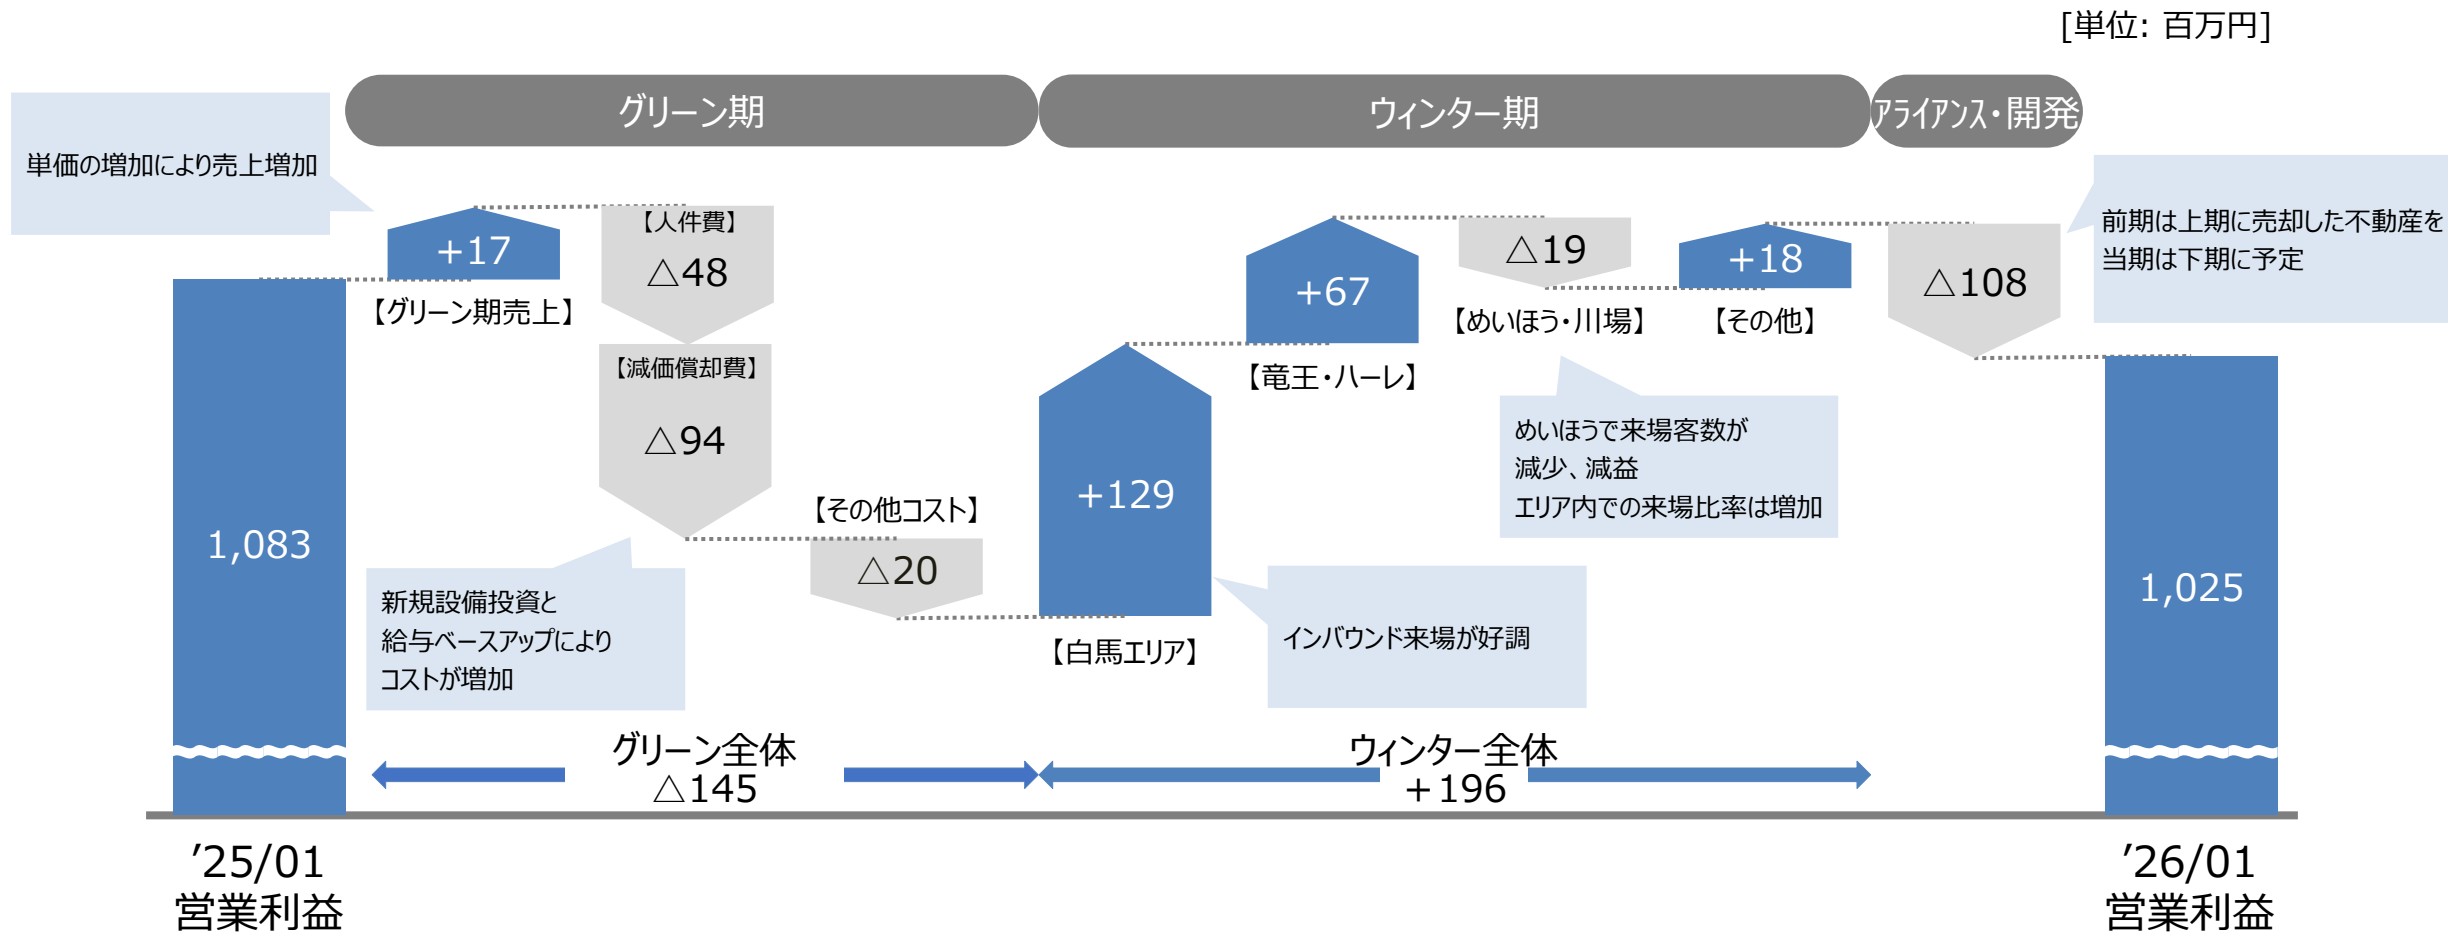 [単位: 百万円]
グリーン期
ウィンター期
アライアンス・開発
単価の増加により売上増加
+17
【グリーン期売上】
【人件費】
△48
【減価償却費】
△94
【その他コスト】
△20
新規設備投資と
給与ベースアップにより
コストが増加
+129
【白馬エリア】
インバウンド来場が好調
+67
【竜王・ハーレ】
△19
【めいほう・川場】
めいほうで来場客数が
減少、減益
エリア内での来場比率は増加
+18
【その他】
△108
前期は上期に売却した不動産を
当期は下期に予定
1,083
1,025
グリーン全体
△145
ウィンター全体
+196
'25/01
営業利益
'26/01
営業利益